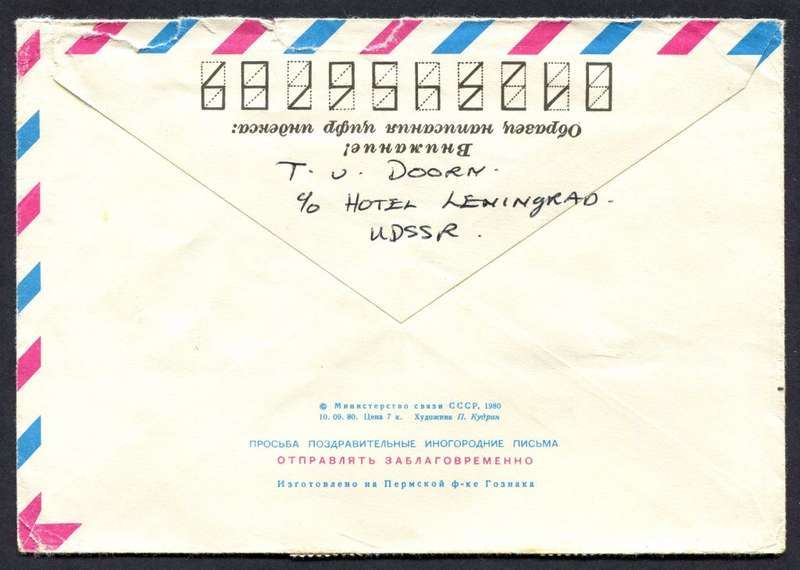 Внимание!
Образец написания цифр индекса:
0123456789
T. V. DOORN.
c/o HOTEL LENINGRAD.
UDSSR.
© Министерство связи СССР, 1980
10. 09. 80. Цена 7 к. Художник П. Кудрин
ПРОСЬБА ПОЗДРАВИТЕЛЬНЫЕ ИНОГОРОДНИЕ ПИСЬМА
ОТПРАВЛЯТЬ ЗАБЛАГОВРЕМЕННО
Изготовлено на Пермской ф-ке Гознака